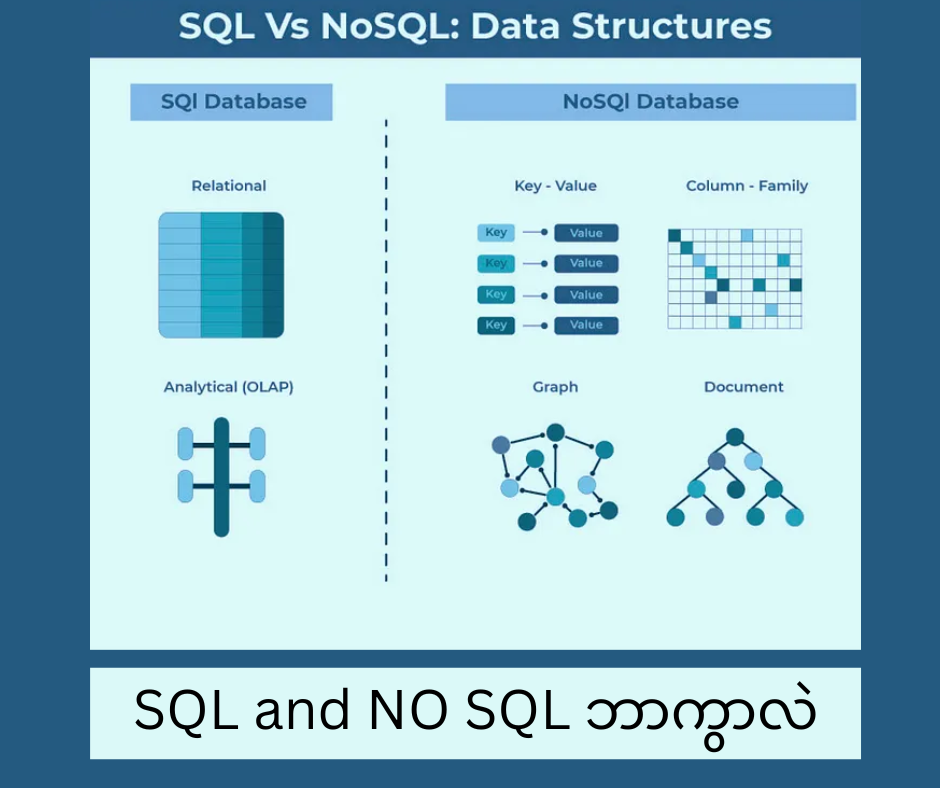 SQL Vs NoSQL: Data Structures
SQl Database
NoSQl Database
Relational
Key - Value
Column - Family
Key
Value
Key
Value
Key
Value
Key
Value
Analytical (OLAP)
Graph
Document
SQL and NO SQL ဘာကွာလဲ